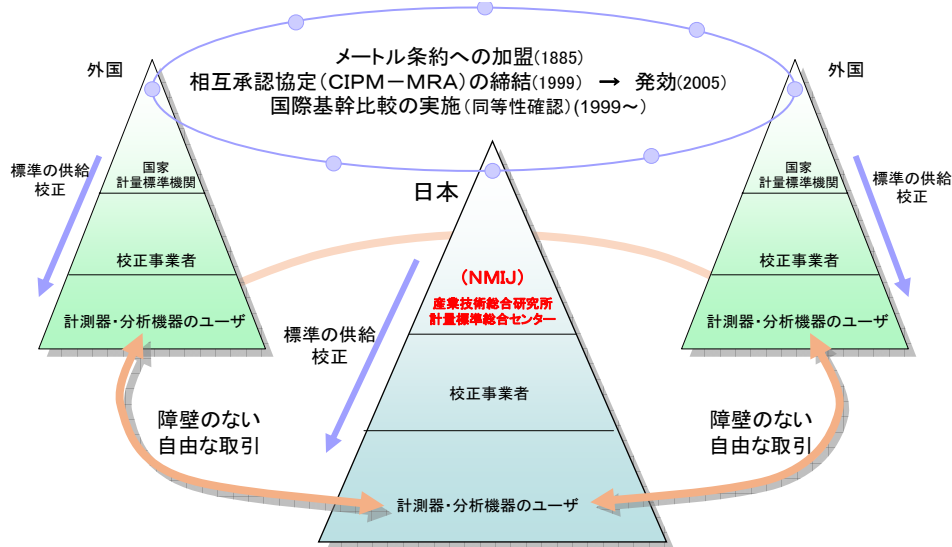 メートル条約への加盟(1885)
相互承認協定(CIPM－MRA)の締結(1999) → 発効(2005)
国際基幹比較の実施(同等性確認)(1999～)
外国
国家
計量標準機関
校正事業者
計測器・分析機器のユーザ
標準の供給
校正
日本
(NMIJ)
産業技術総合研究所
計量標準総合センター
校正事業者
計測器・分析機器のユーザ
標準の供給
校正
外国
国家
計量標準機関
校正事業者
計測器・分析機器のユーザ
標準の供給
校正
障壁のない
自由な取引
障壁のない
自由な取引